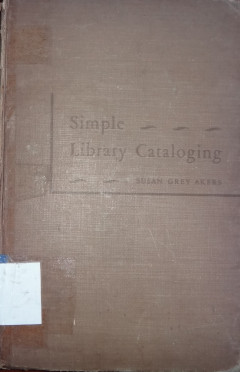 Simple
Library Cataloging
SUSAN GREY AKERS